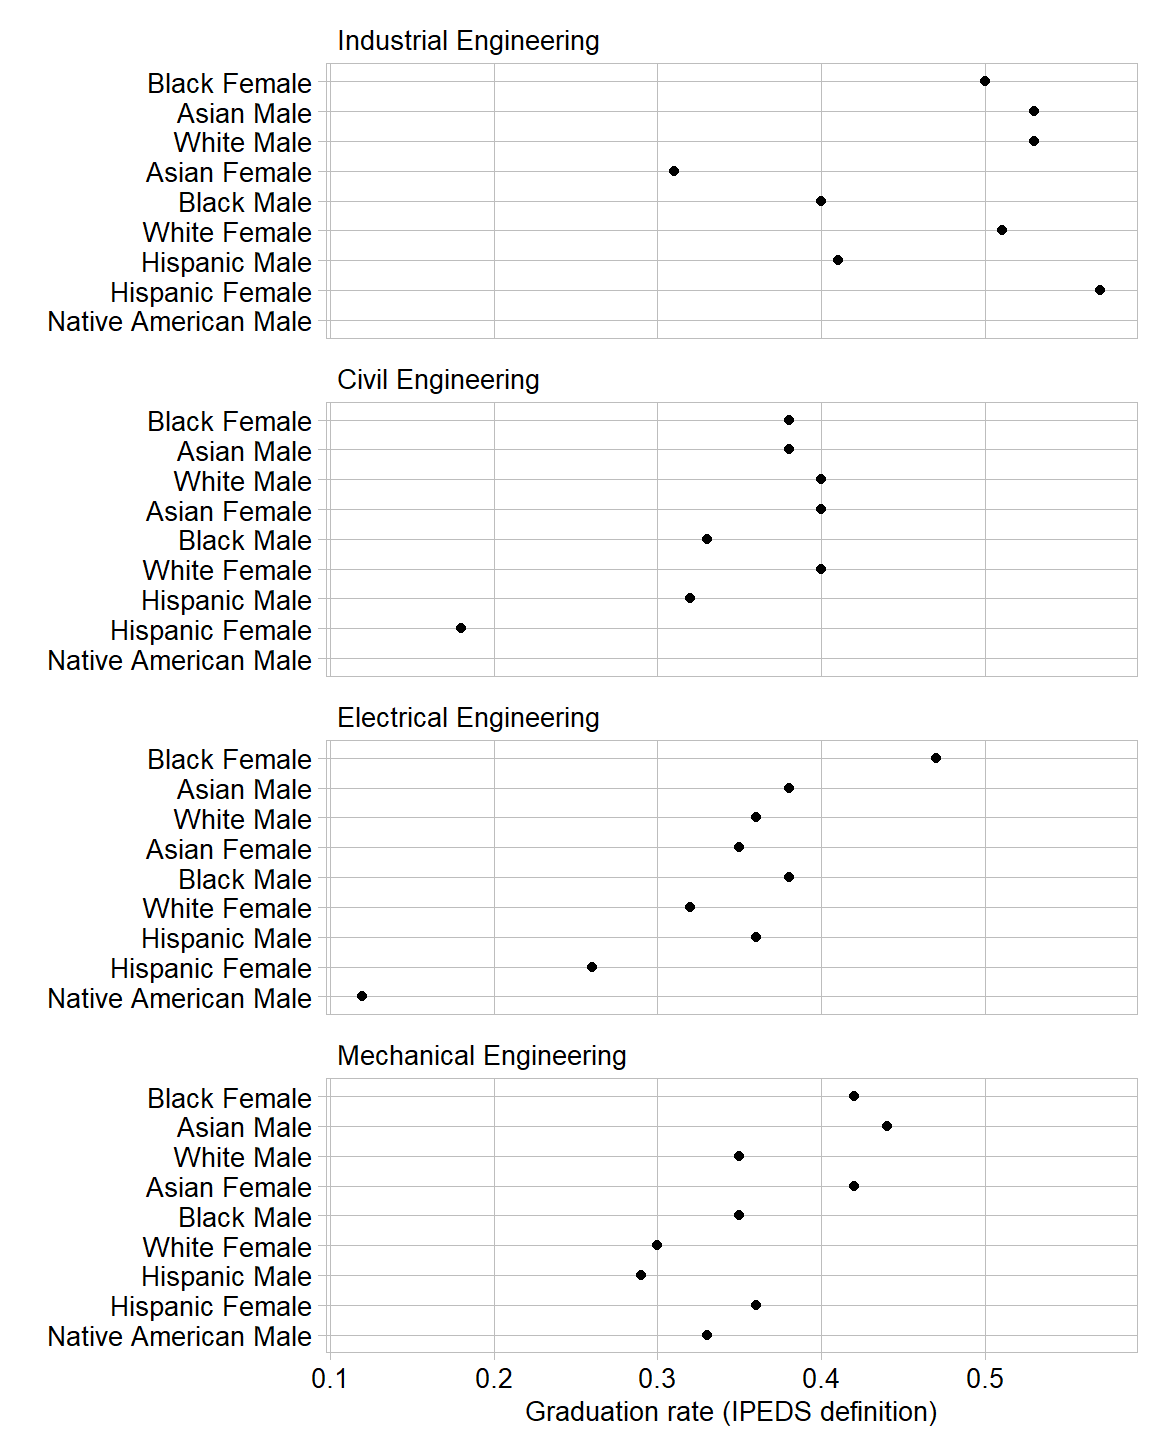 Industrial Engineering
Black Female
Asian Male
White Male
Asian Female
Black Male
White Female
Hispanic Male
Hispanic Female
Native American Male
Civil Engineering
Black Female
Asian Male
White Male
Asian Female
Black Male
White Female
Hispanic Male
Hispanic Female
Native American Male
Electrical Engineering
Black Female
Asian Male
White Male
Asian Female
Black Male
White Female
Hispanic Male
Hispanic Female
Native American Male
Mechanical Engineering
Black Female
Asian Male
White Male
Asian Female
Black Male
White Female
Hispanic Male
Hispanic Female
Native American Male
0.1 0.2 0.3 0.4 0.5
Graduation rate (IPEDS definition)